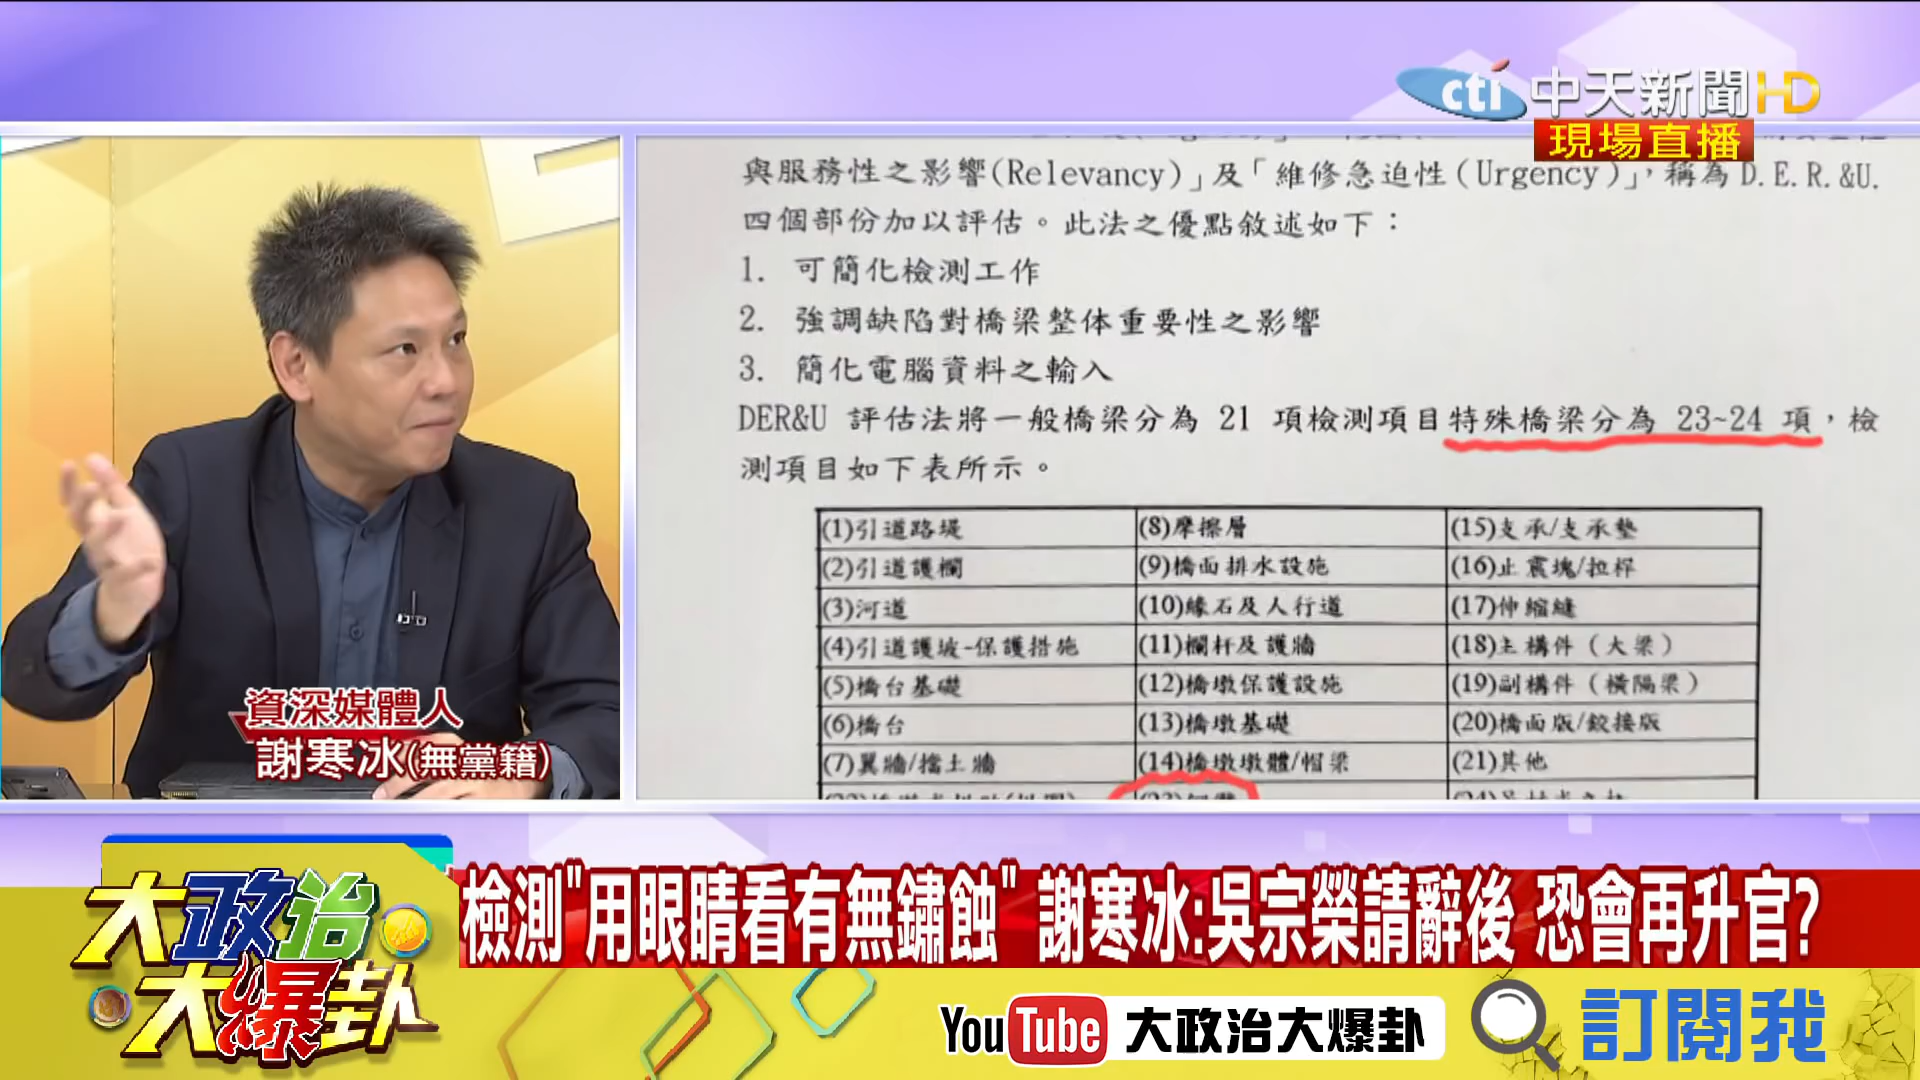 cti 中天新聞HD
現場直播
與服務性之影響(Relevancy)」及「維修急迫性(Urgency)」,稱為D.E.R.&U.
四個部份加以評估。此法之優點敘述如下:
1. 可簡化檢測工作
2. 強調缺陷對橋梁整体重要性之影響
3. 簡化電腦資料之輸入
DER&U 評估法將一般橋梁分為 21 項檢測項目特殊橋梁分為 23~24 項,檢
測項目如下表所示。
(1)引道路堤 (8)摩擦層 (15)支承/支承墊
(2)引道護欄 (9)橋面排水設施 (16)止震塊/拉桿
(3)河道 (10)緣石及人行道 (17)伸縮縫
(4)引道護坡-保護措施 (11)欄杆及護牆 (18)主構件(大梁)
(5)橋台基礎 (12)橋墩保護設施 (19)副構件(橫隔梁)
(6)橋台 (13)橋墩基礎 (20)橋面版/鉸接版
(7)翼牆/擋土牆 (14)橋墩墩體/帽梁 (21)其他
資深媒體人
謝寒冰(無黨籍)
檢測"用眼睛看有無鏽蝕" 謝寒冰:吳宗榮請辭後 恐會再升官?
大政治
大爆卦
YouTube 大政治大爆卦 訂閱我